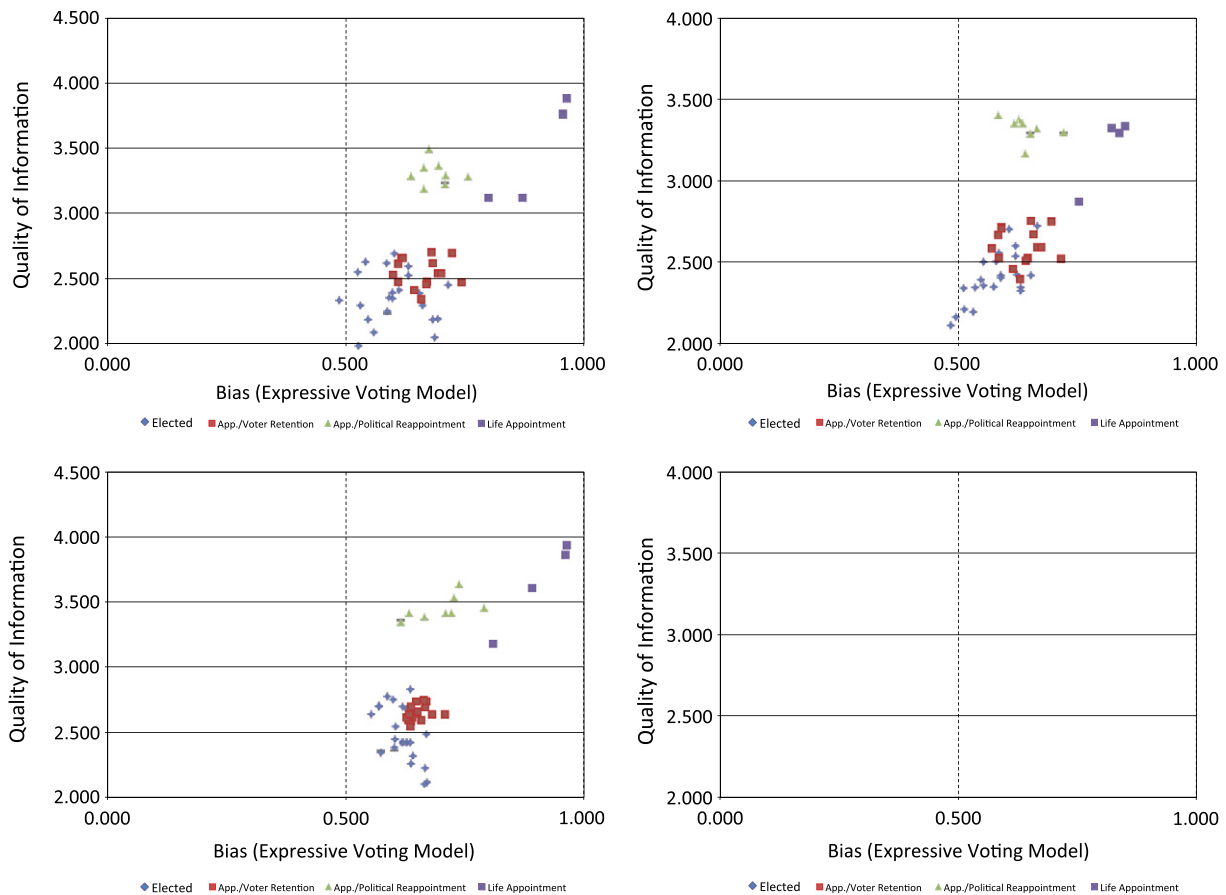 4.500
4.000
3.500
3.000
2.500
2.000
0.000 0.500 1.000
Quality of Information
Bias (Expressive Voting Model)
Elected App./Voter Retention App./Political Reappointment Life Appointment
4.000
3.500
3.000
2.500
2.000
0.000 0.500 1.000
Quality of Information
Bias (Expressive Voting Model)
Elected App./Voter Retention App./Political Reappointment Life Appointment
4.500
4.000
3.500
3.000
2.500
2.000
0.000 0.500 1.000
Quality of Information
Bias (Expressive Voting Model)
Elected App./Voter Retention App./Political Reappointment Life Appointment
4.000
3.500
3.000
2.500
2.000
0.000 0.500 1.000
Quality of Information
Bias (Expressive Voting Model)
Elected App./Voter Retention App./Political Reappointment Life Appointment